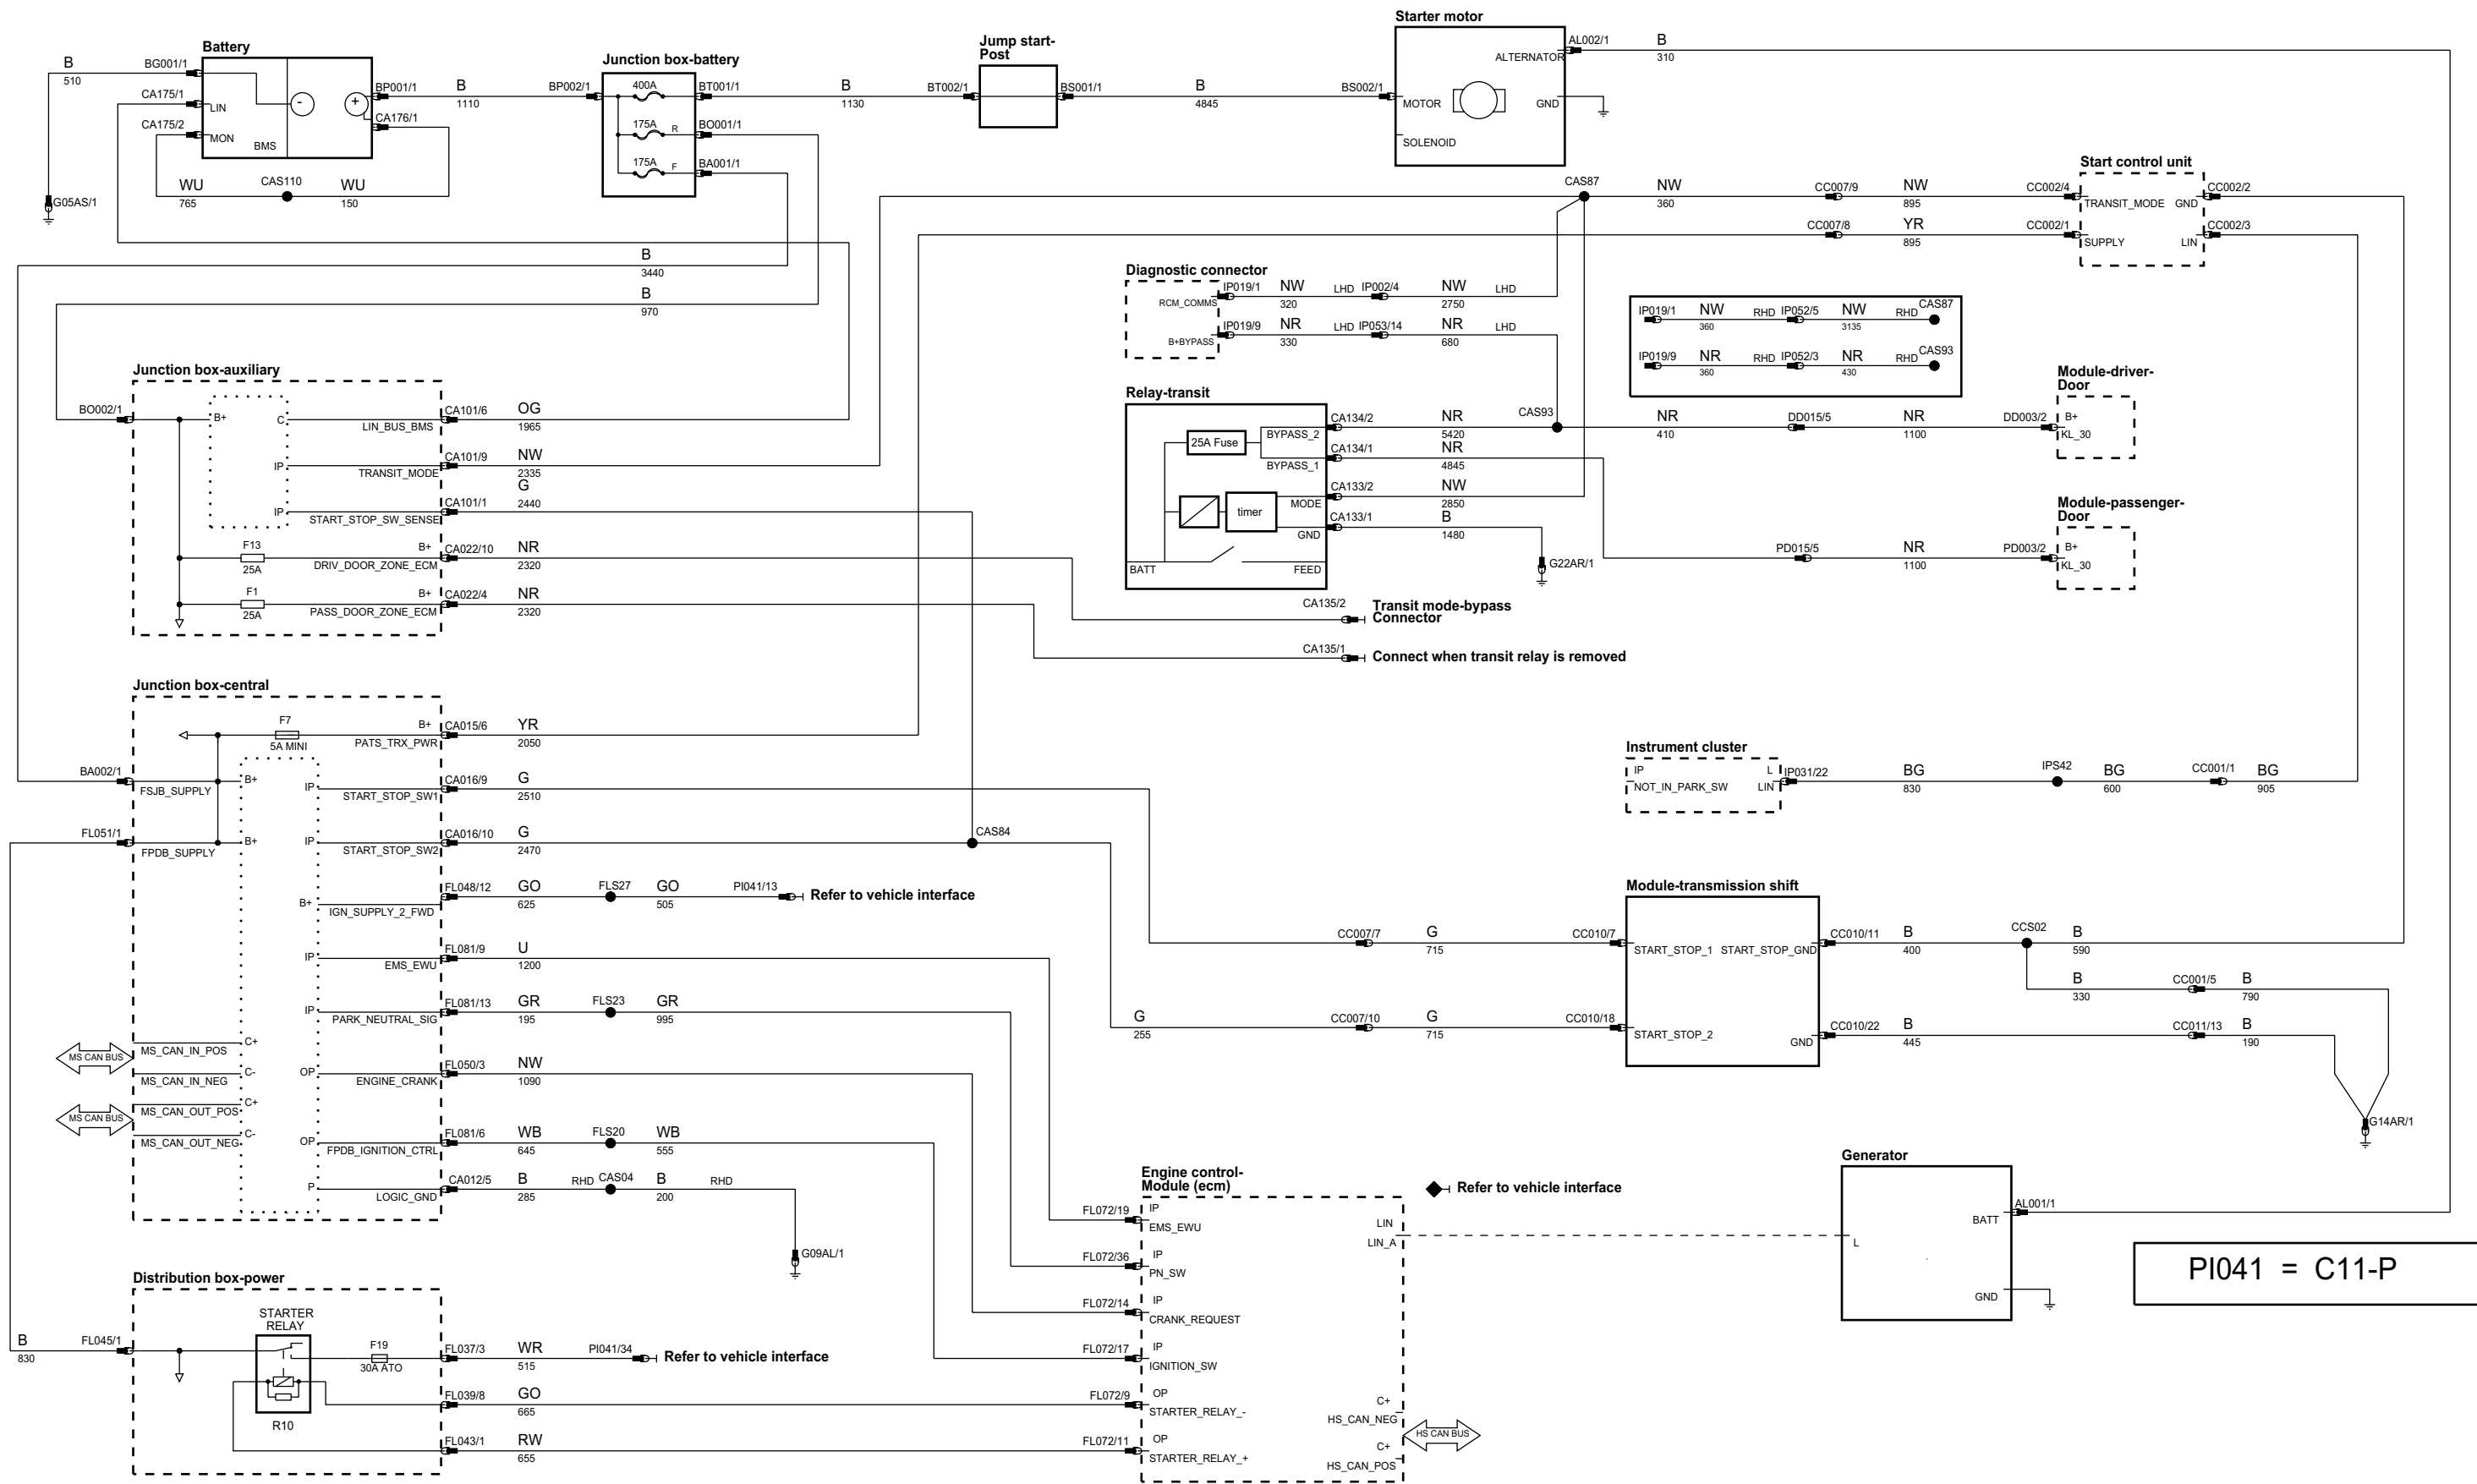 Starter motor
AL002/1
B
310
ALTERNATOR
MOTOR
GND
SOLENOID
Battery
B
510
BG001/1
CA175/1
LIN
CA175/2
MON
BMS
-
+
BP001/1
B
1110
CA176/1
WU
765
CAS110
WU
150
G05AS/1
Junction box-battery
BP002/1
400A
BT001/1
B
1130
175A
R
BO001/1
175A
F
BA001/1
Jump start-
Post
BT002/1
BS001/1
B
4845
BS002/1
B
3440
B
970
CAS87
NW
360
CC007/9
NW
895
CC002/4
CC007/8
YR
895
CC002/1
Start control unit
TRANSIT_MODE
GND
CC002/2
SUPPLY
LIN
CC002/3
Diagnostic connector
RCM_COMMS
IP019/1
NW
320
LHD
IP002/4
NW
2750
LHD
B+BYPASS
IP019/9
NR
330
LHD
IP053/14
NR
680
LHD
IP019/1
NW
360
RHD
IP052/5
NW
3135
RHD
CAS87
IP019/9
NR
360
RHD
IP052/3
NR
430
RHD
CAS93
Junction box-auxiliary
BO002/1
B+
C
LIN_BUS_BMS
CA101/6
OG
1965
IP
TRANSIT_MODE
CA101/9
NW
2335
IP
START_STOP_SW_SENSE
CA101/1
G
2440
F13
25A
B+
DRIV_DOOR_ZONE_ECM
CA022/10
NR
2320
F1
25A
B+
PASS_DOOR_ZONE_ECM
CA022/4
NR
2320
Relay-transit
25A Fuse
BYPASS_2
CA134/2
NR
5420
CAS93
NR
410
DD015/5
NR
1100
DD003/2
BYPASS_1
CA134/1
NR
4845
timer
MODE
CA133/2
NW
2850
GND
CA133/1
B
1480
BATT
FEED
G22AR/1
Module-driver-
Door
B+
KL_30
Module-passenger-
Door
PD015/5
NR
1100
PD003/2
B+
KL_30
CA135/2
Transit mode-bypass
Connector
CA135/1
Connect when transit relay is removed
Junction box-central
F7
5A MINI
B+
PATS_TRX_PWR
CA015/6
YR
2050
BA002/1
FSJB_SUPPLY
B+
IP
START_STOP_SW1
CA016/9
G
2510
FL051/1
FPDB_SUPPLY
B+
IP
START_STOP_SW2
CA016/10
G
2470
CAS84
B+
IGN_SUPPLY_2_FWD
FL048/12
GO
625
FLS27
GO
505
PI041/13
Refer to vehicle interface
IP
EMS_EWU
FL081/9
U
1200
IP
PARK_NEUTRAL_SIG
FL081/13
GR
195
FLS23
GR
995
MS CAN BUS
MS_CAN_IN_POS
C+
MS_CAN_IN_NEG
C-
OP
ENGINE_CRANK
FL050/3
NW
1090
MS CAN BUS
MS_CAN_OUT_POS
C+
MS_CAN_OUT_NEG
C-
OP
FPDB_IGNITION_CTRL
FL081/6
WB
645
FLS20
WB
555
P
LOGIC_GND
CA012/5
B
285
RHD
CAS04
B
200
RHD
G09AL/1
Instrument cluster
IP
NOT_IN_PARK_SW
L
LIN
IP031/22
BG
830
IPS42
BG
600
CC001/1
BG
905
Module-transmission shift
CC007/7
G
715
CC010/7
START_STOP_1
START_STOP_GND
CC010/11
B
400
CCS02
B
590
B
330
CC001/5
B
790
G
255
CC007/10
G
715
CC010/18
START_STOP_2
GND
CC010/22
B
445
CC011/13
B
190
G14AR/1
Engine control-
Module (ecm)
Refer to vehicle interface
FL072/19
IP
EMS_EWU
LIN
LIN_A
FL072/36
IP
PN_SW
FL072/14
IP
CRANK_REQUEST
FL072/17
IP
IGNITION_SW
FL072/9
OP
STARTER_RELAY_-
FL072/11
OP
STARTER_RELAY_+
C+
HS_CAN_NEG
C+
HS_CAN_POS
HS CAN BUS
Generator
L
BATT
AL001/1
GND
PI041 = C11-P
Distribution box-power
B
830
FL045/1
STARTER
RELAY
R10
F19
30A ATO
FL037/3
WR
515
PI041/34
Refer to vehicle interface
FL039/8
GO
665
FL043/1
RW
655